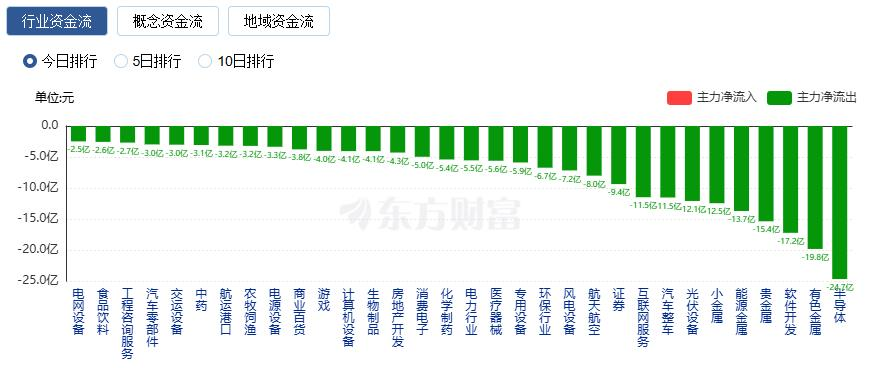 行业资金流 概念资金流 地域资金流
今日排行 5日排行 10日排行
单位:元
主力净流入 主力净流出
0.0
-5.0亿
-10.0亿
-15.0亿
-20.0亿
-25.0亿
-2.5亿 -2.6亿 -2.7亿 -3.0亿 -3.0亿 -3.1亿 -3.2亿 -3.2亿 -3.3亿 -3.8亿 -4.0亿 -4.1亿 -4.1亿 -4.3亿 -5.0亿 -5.4亿 -5.5亿 -5.6亿 -5.9亿 -6.7亿 -7.2亿 -8.0亿 -9.4亿 -11.5亿 -11.5亿 -12.1亿 -12.5亿 -13.7亿 -15.4亿 -17.2亿 -19.8亿 -24.7亿
东方财富
电网设备
食品饮料
工程咨询服务
汽车零部件
交运设备
中药
航运港口
农牧饲渔
电源设备
商业百货
游戏
计算机设备
生物制品
房地产开发
消费电子
化学制药
电力行业
医疗器械
专用设备
环保行业
风电设备
航天航空
证券
互联网服务
汽车整车
光伏设备
小金属
能源金属
贵金属
软件开发
有色金属
半导体